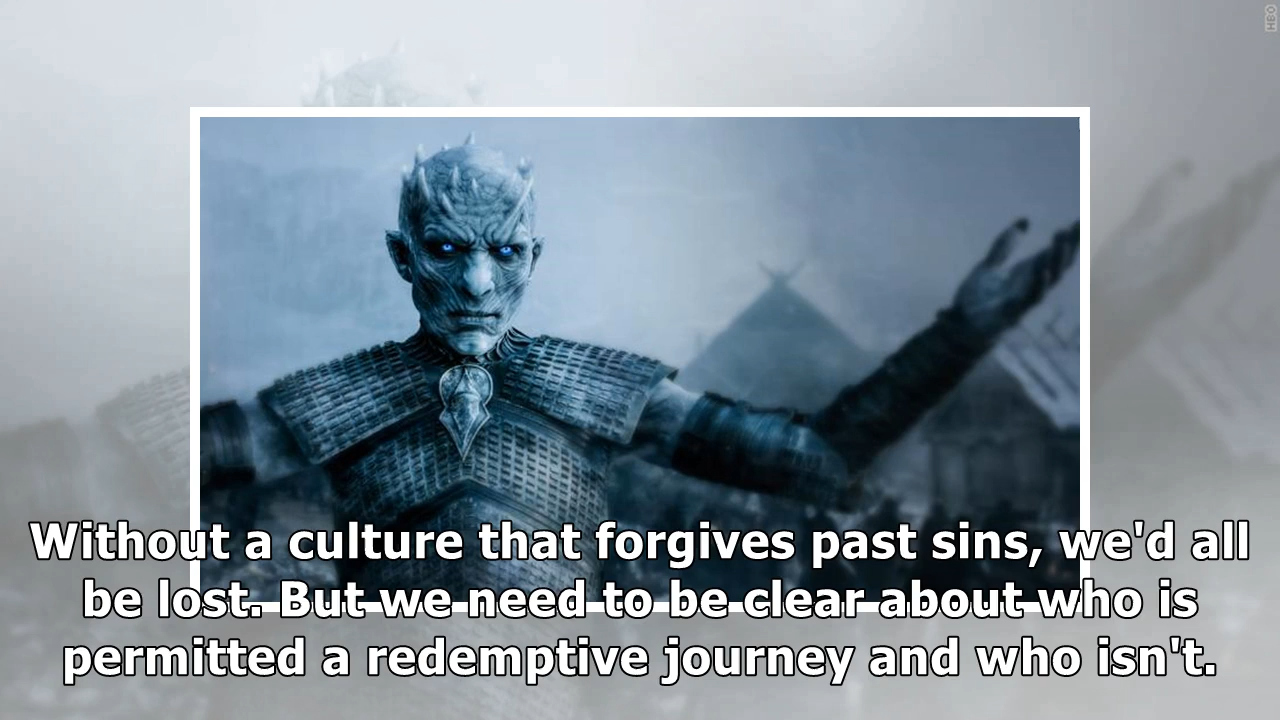 HBO
Without a culture that forgives past sins, we'd all
be lost. But we need to be clear about who is
permitted a redemptive journey and who isn't.